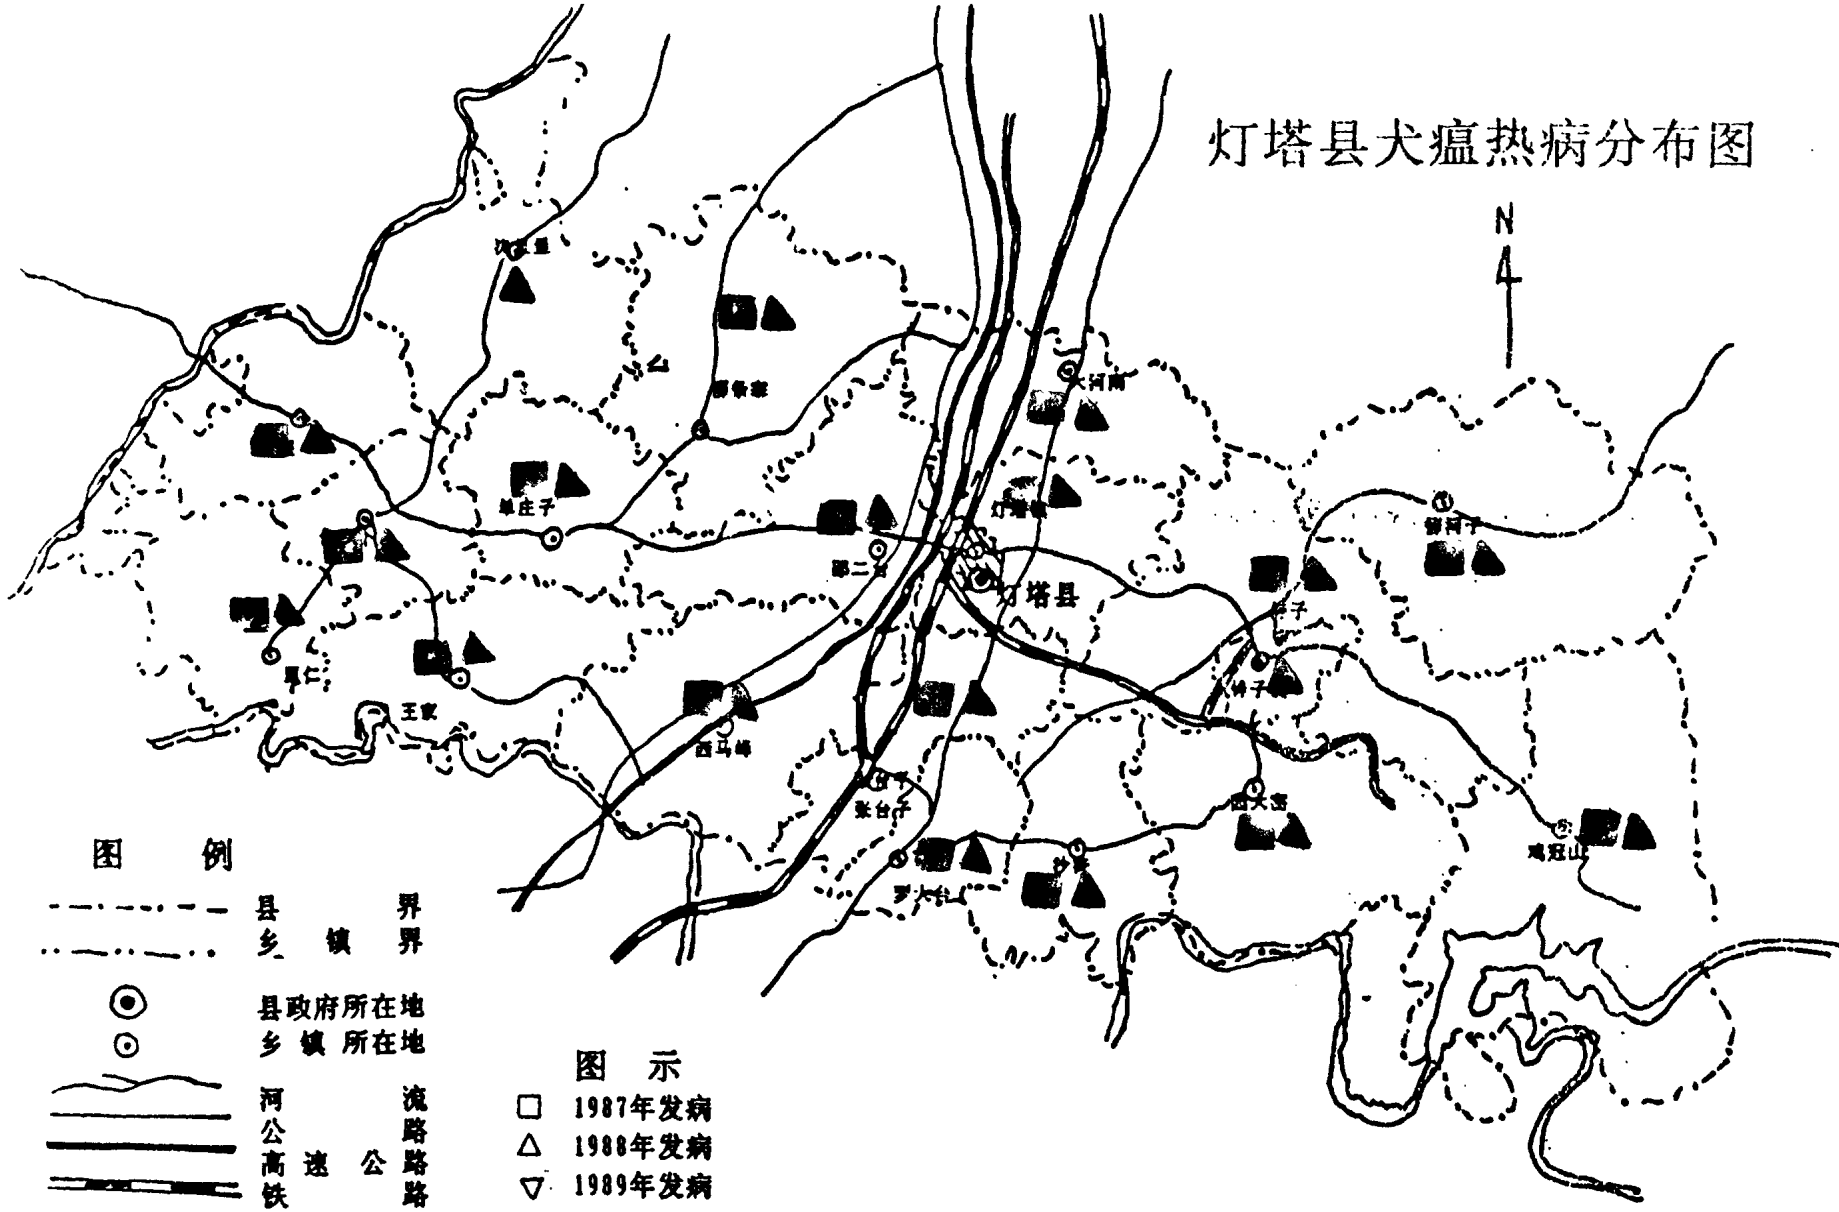 灯塔县犬瘟热病分布图
N
大河南
柳条寨
单庄子
灯塔镇
柳河子
邵二台
灯塔县
王家
西马峰
张台子
西大窑
鸡冠山
罗大台
图 例
县 界
乡 镇 界
县政府所在地
乡 镇 所在地
河 流
公 路
高 速 公 路
铁 路
图 示
□ 1987年发病
△ 1988年发病
▽ 1989年发病